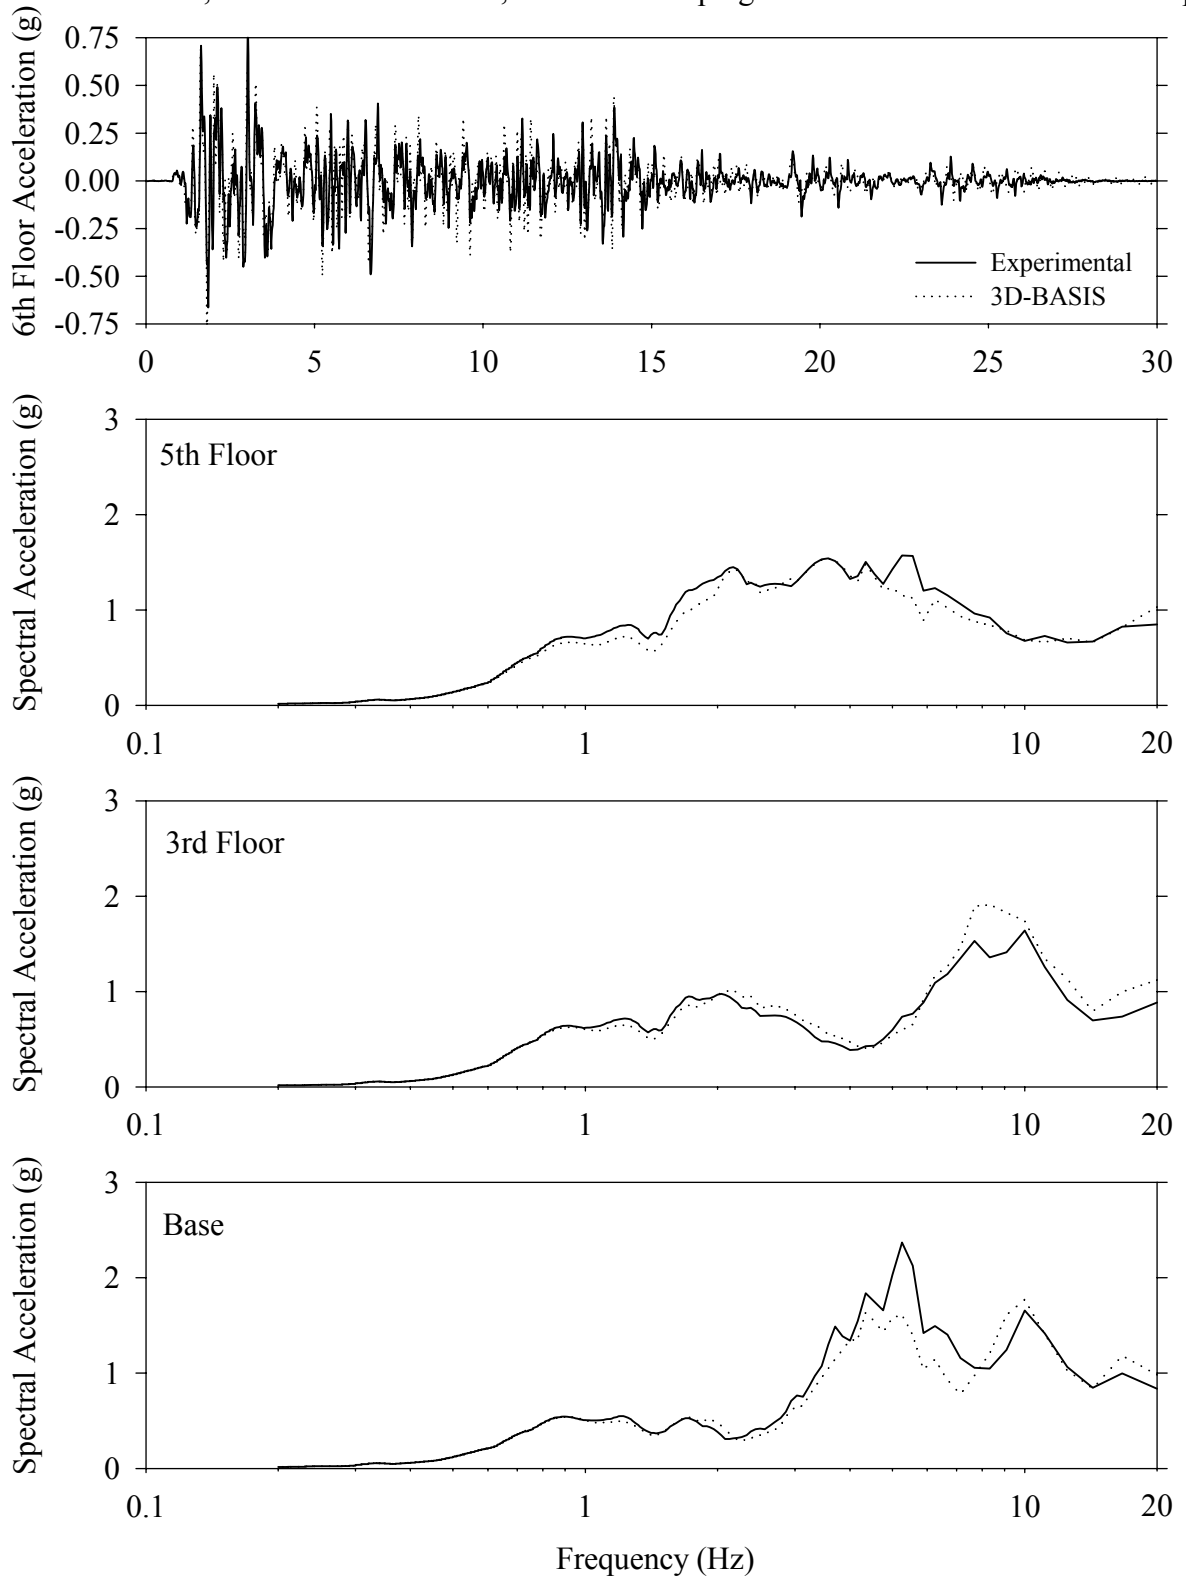 6th Floor Acceleration (g)
0.75
0.50
0.25
0.00
-0.25
-0.50
-0.75
Experimental
3D-BASIS
0 5 10 15 20 25 30
Spectral Acceleration (g)
3
2
1
0
5th Floor
0.1 1 10 20
Spectral Acceleration (g)
3
2
1
0
3rd Floor
0.1 1 10 20
Spectral Acceleration (g)
3
2
1
0
Base
0.1 1 10 20
Frequency (Hz)